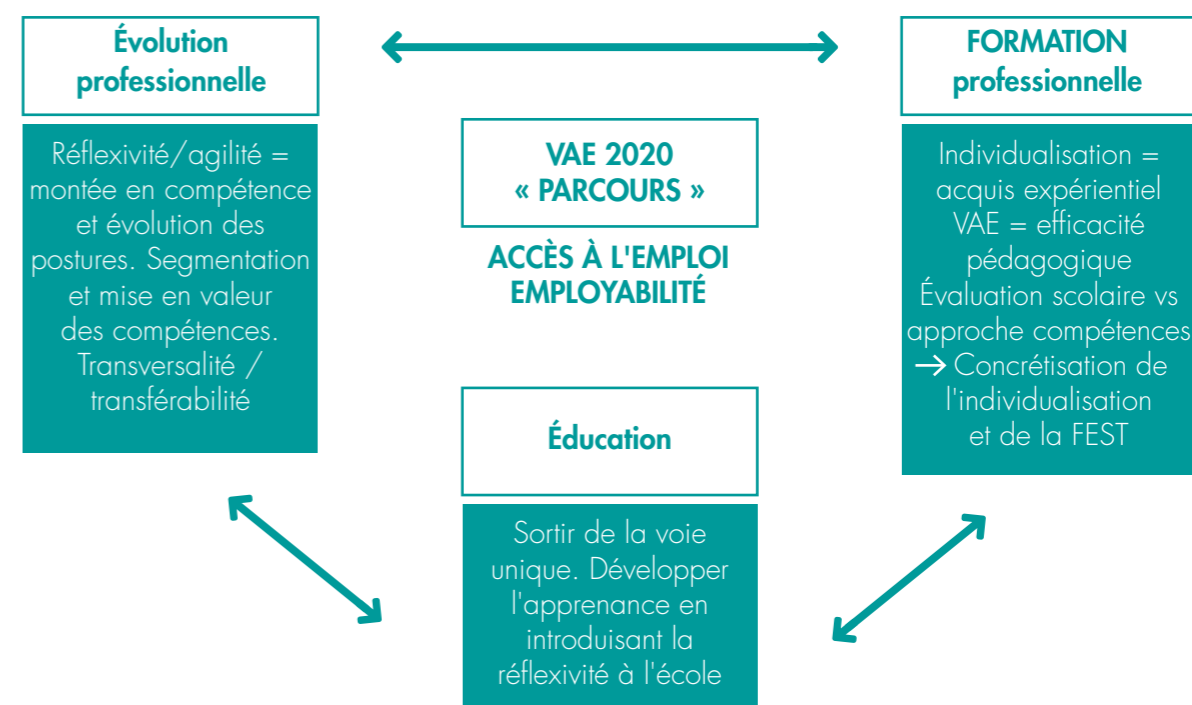 Évolution
professionnelle
Réflexivité/agilité =
montée en compétence
et évolution des
postures. Segmentation
et mise en valeur
des compétences.
Transversalité /
transférabilité
VAE 2020
« PARCOURS »
ACCÈS À L'EMPLOI
EMPLOYABILITÉ
FORMATION
professionnelle
Individualisation =
acquis expérientiel
VAE = efficacité
pédagogique
Évaluation scolaire vs
approche compétences
→ Concrétisation de
l'individualisation
et de la FEST
Éducation
Sortir de la voie
unique. Développer
l'apprenance en
introduisant la
réflexivité à l'école